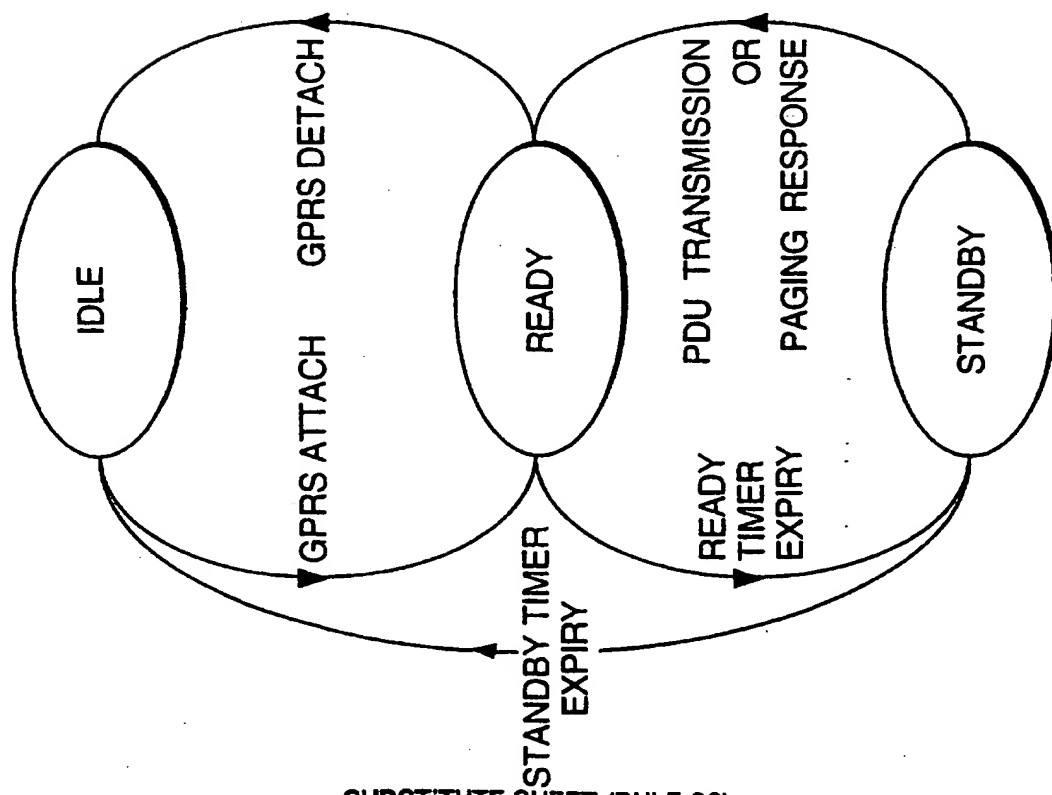 IDLE
GPRS ATTACH
GPRS DETACH
READY
STANDBY TIMER
EXPIRY
READY
TIMER
EXPIRY
PDU TRANSMISSION
OR
PAGING RESPONSE
STANDBY